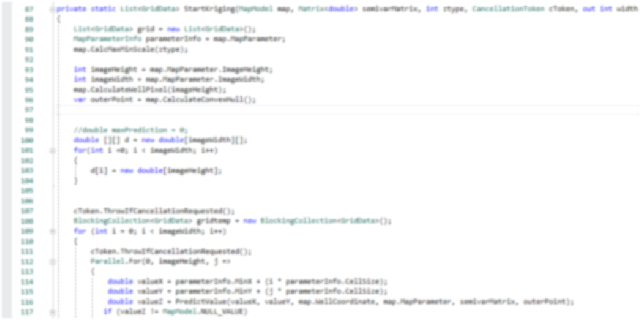 87 private static List<GridData> StartKriging(MapModel map, Matrix<double> semivarMatrix, int ztype, CancellationToken cToken, out int width
88 {
89 List<GridData> grid = new List<GridData>();
90 MapParameterInfo parameterInfo = map.MapParameter;
91 map.CalcMaxMinScale(ztype);
92
93 int imageHeight = map.MapParameter.ImageHeight;
94 int imageWidth = map.MapParameter.ImageWidth;
95 map.CalculateWellPixel(imageHeight);
96 var outerPoint = map.CalculateConvexHull();
97
98
99 //double maxPrediction = 0;
100 double [][] d = new double[imageWidth][];
101 for(int i =0; i < imageWidth; i++)
102 {
103 d[i] = new double[imageHeight];
104 }
105
106
107 cToken.ThrowIfCancellationRequested();
108 BlockingCollection<GridData> gridtemp = new BlockingCollection<GridData>();
109 for (int i = 0; i < imageWidth; i++)
110 {
111 cToken.ThrowIfCancellationRequested();
112 Parallel.For(0, imageHeight, j =>
113 {
114 double valueX = parameterInfo.MinX + (i * parameterInfo.CellSize);
115 double valueY = parameterInfo.MinY + (j * parameterInfo.CellSize);
116 double valueZ = PredictValue(valueX, valueY, map.WellCoordinate, map.MapParameter, semivarMatrix, outerPoint);
117 if (valueZ != MapModel.NULL_VALUE)